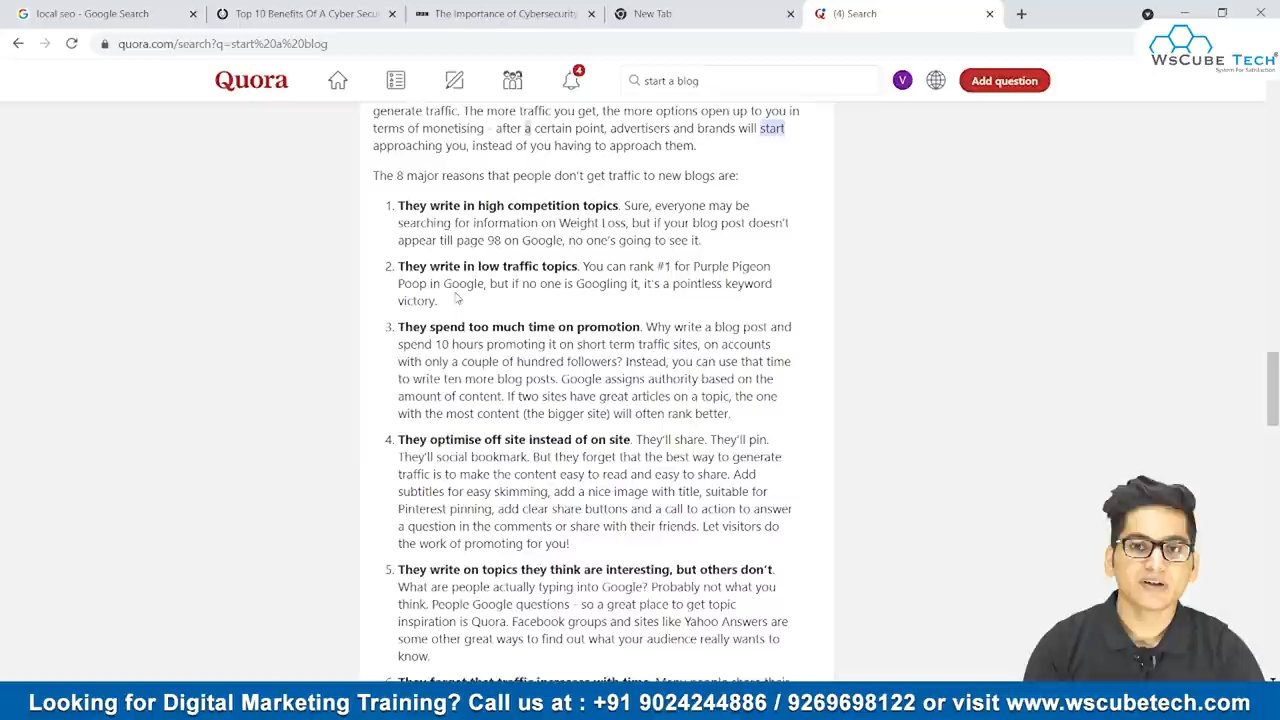 local seo - Google Search
Top 10 Benefits Of A Cyber Secu
The Importance of Cybersecurity
New Tab
(4) Search
quora.com/search?q=start%20a%20blog
WsCube Tech
System For Satisfaction
Quora
4
start a blog
V
Add question
generate traffic. The more traffic you get, the more options open up to you in
terms of monetising - after a certain point, advertisers and brands will start
approaching you, instead of you having to approach them.
The 8 major reasons that people don't get traffic to new blogs are:
1. They write in high competition topics. Sure, everyone may be
searching for information on Weight Loss, but if your blog post doesn't
appear till page 98 on Google, no one's going to see it.
2. They write in low traffic topics. You can rank #1 for Purple Pigeon
Poop in Google, but if no one is Googling it, it's a pointless keyword
victory.
3. They spend too much time on promotion. Why write a blog post and
spend 10 hours promoting it on short term traffic sites, on accounts
with only a couple of hundred followers? Instead, you can use that time
to write ten more blog posts. Google assigns authority based on the
amount of content. If two sites have great articles on a topic, the one
with the most content (the bigger site) will often rank better.
4. They optimise off site instead of on site. They'll share. They'll pin.
They'll social bookmark. But they forget that the best way to generate
traffic is to make the content easy to read and easy to share. Add
subtitles for easy skimming, add a nice image with title, suitable for
Pinterest pinning, add clear share buttons and a call to action to answer
a question in the comments or share with their friends. Let visitors do
the work of promoting for you!
5. They write on topics they think are interesting, but others don't.
What are people actually typing into Google? Probably not what you
think. People Google questions - so a great place to get topic
inspiration is Quora. Facebook groups and sites like Yahoo Answers are
some other great ways to find out what your audience really wants to
know.
They forget that traffic increases with time. Many people share their
Looking for Digital Marketing Training? Call us at : +91 9024244886 / 9269698122 or visit www.wscubetech.com